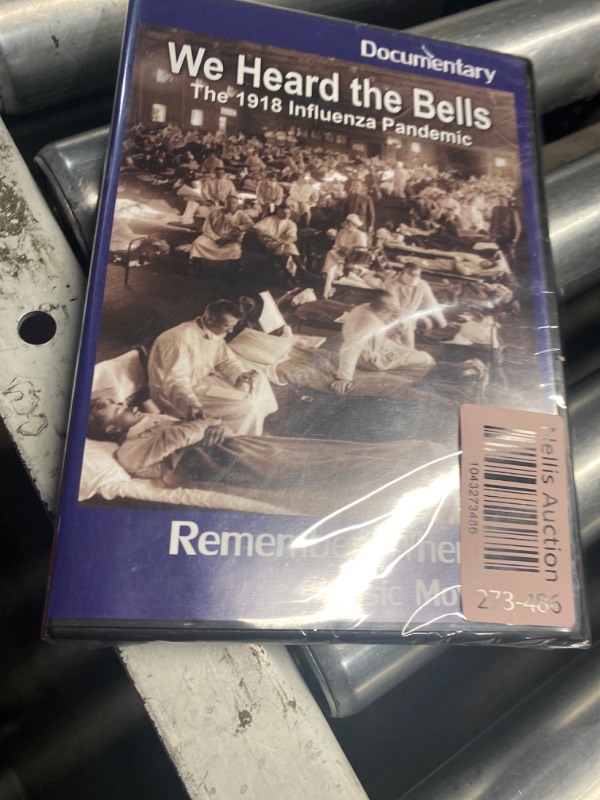 Documentary
We Heard the Bells
The 1918 Influenza Pandemic
Nellis Auction
1043273486
273-486